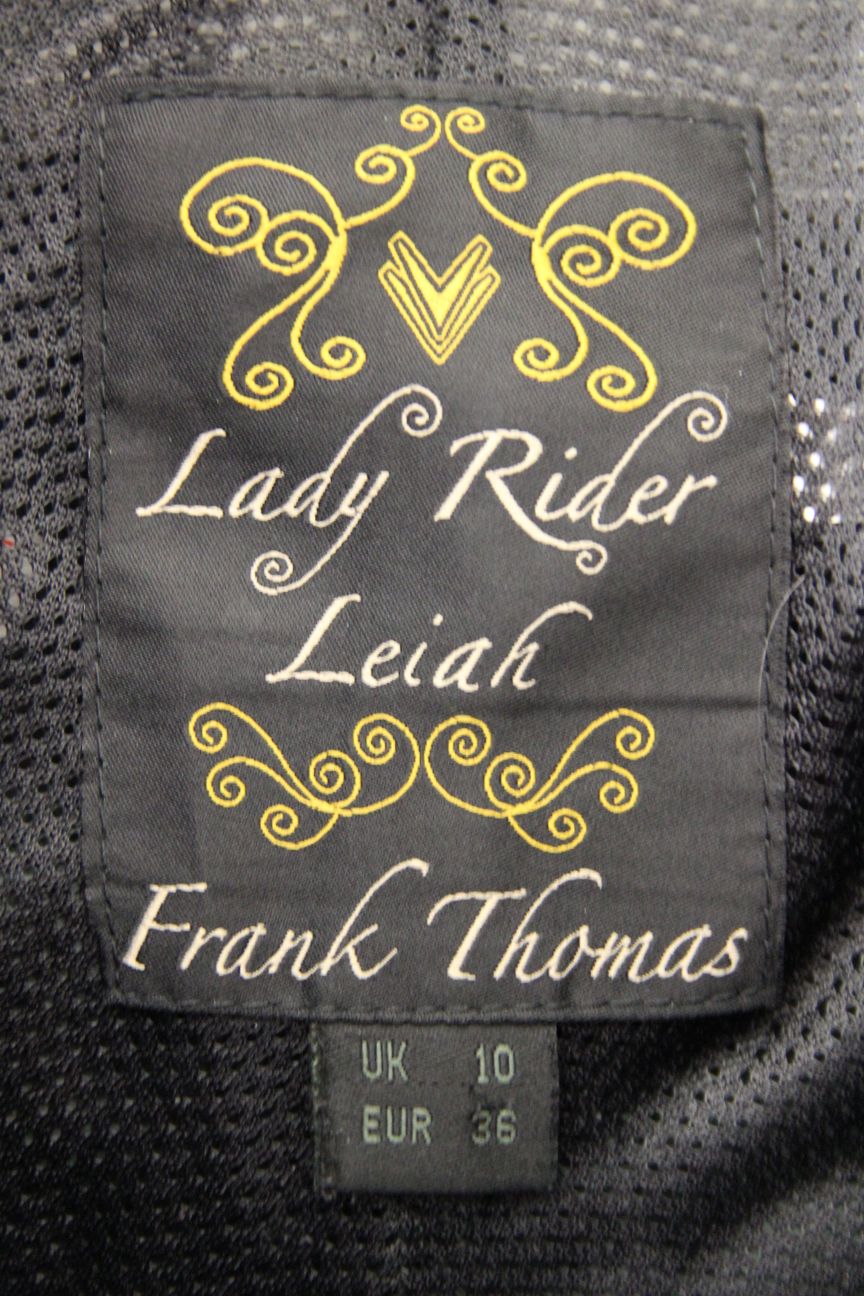 Lady Rider
Leiah
Frank Thomas
UK 10
EUR 36